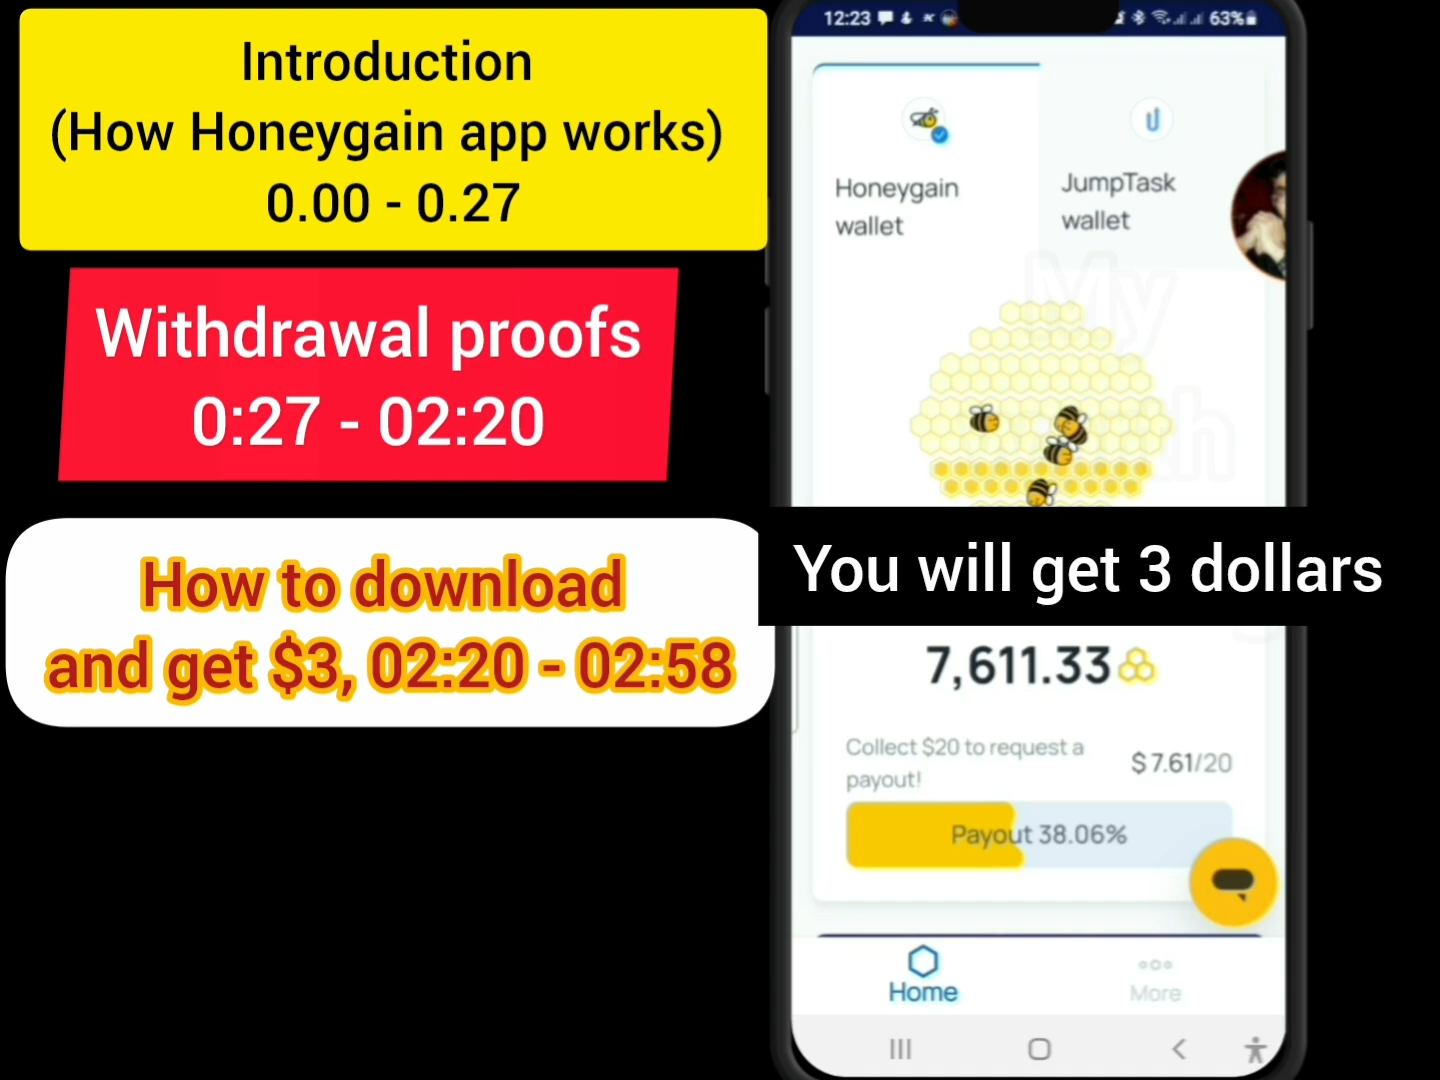 Introduction
(How Honeygain app works)
0.00 - 0.27
Withdrawal proofs
0:27 - 02:20
How to download
and get $3, 02:20 - 02:58
12:23
63%
Honeygain
wallet
JumpTask
wallet
My
You will get 3 dollars
7,611.33
Collect $20 to request a
payout!
$ 7.61/20
Payout 38.06%
Home
More